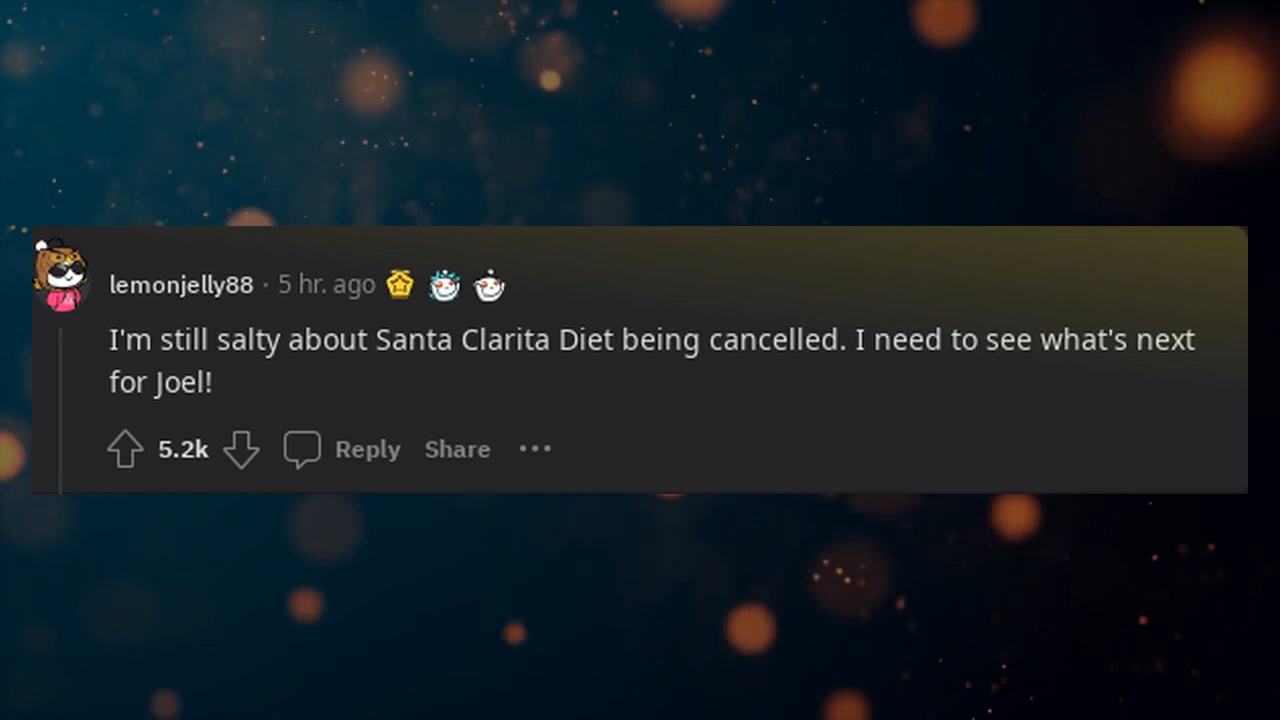 lemonjelly88 · 5 hr. ago
I'm still salty about Santa Clarita Diet being cancelled. I need to see what's next
for Joel!
5.2k Reply Share ···